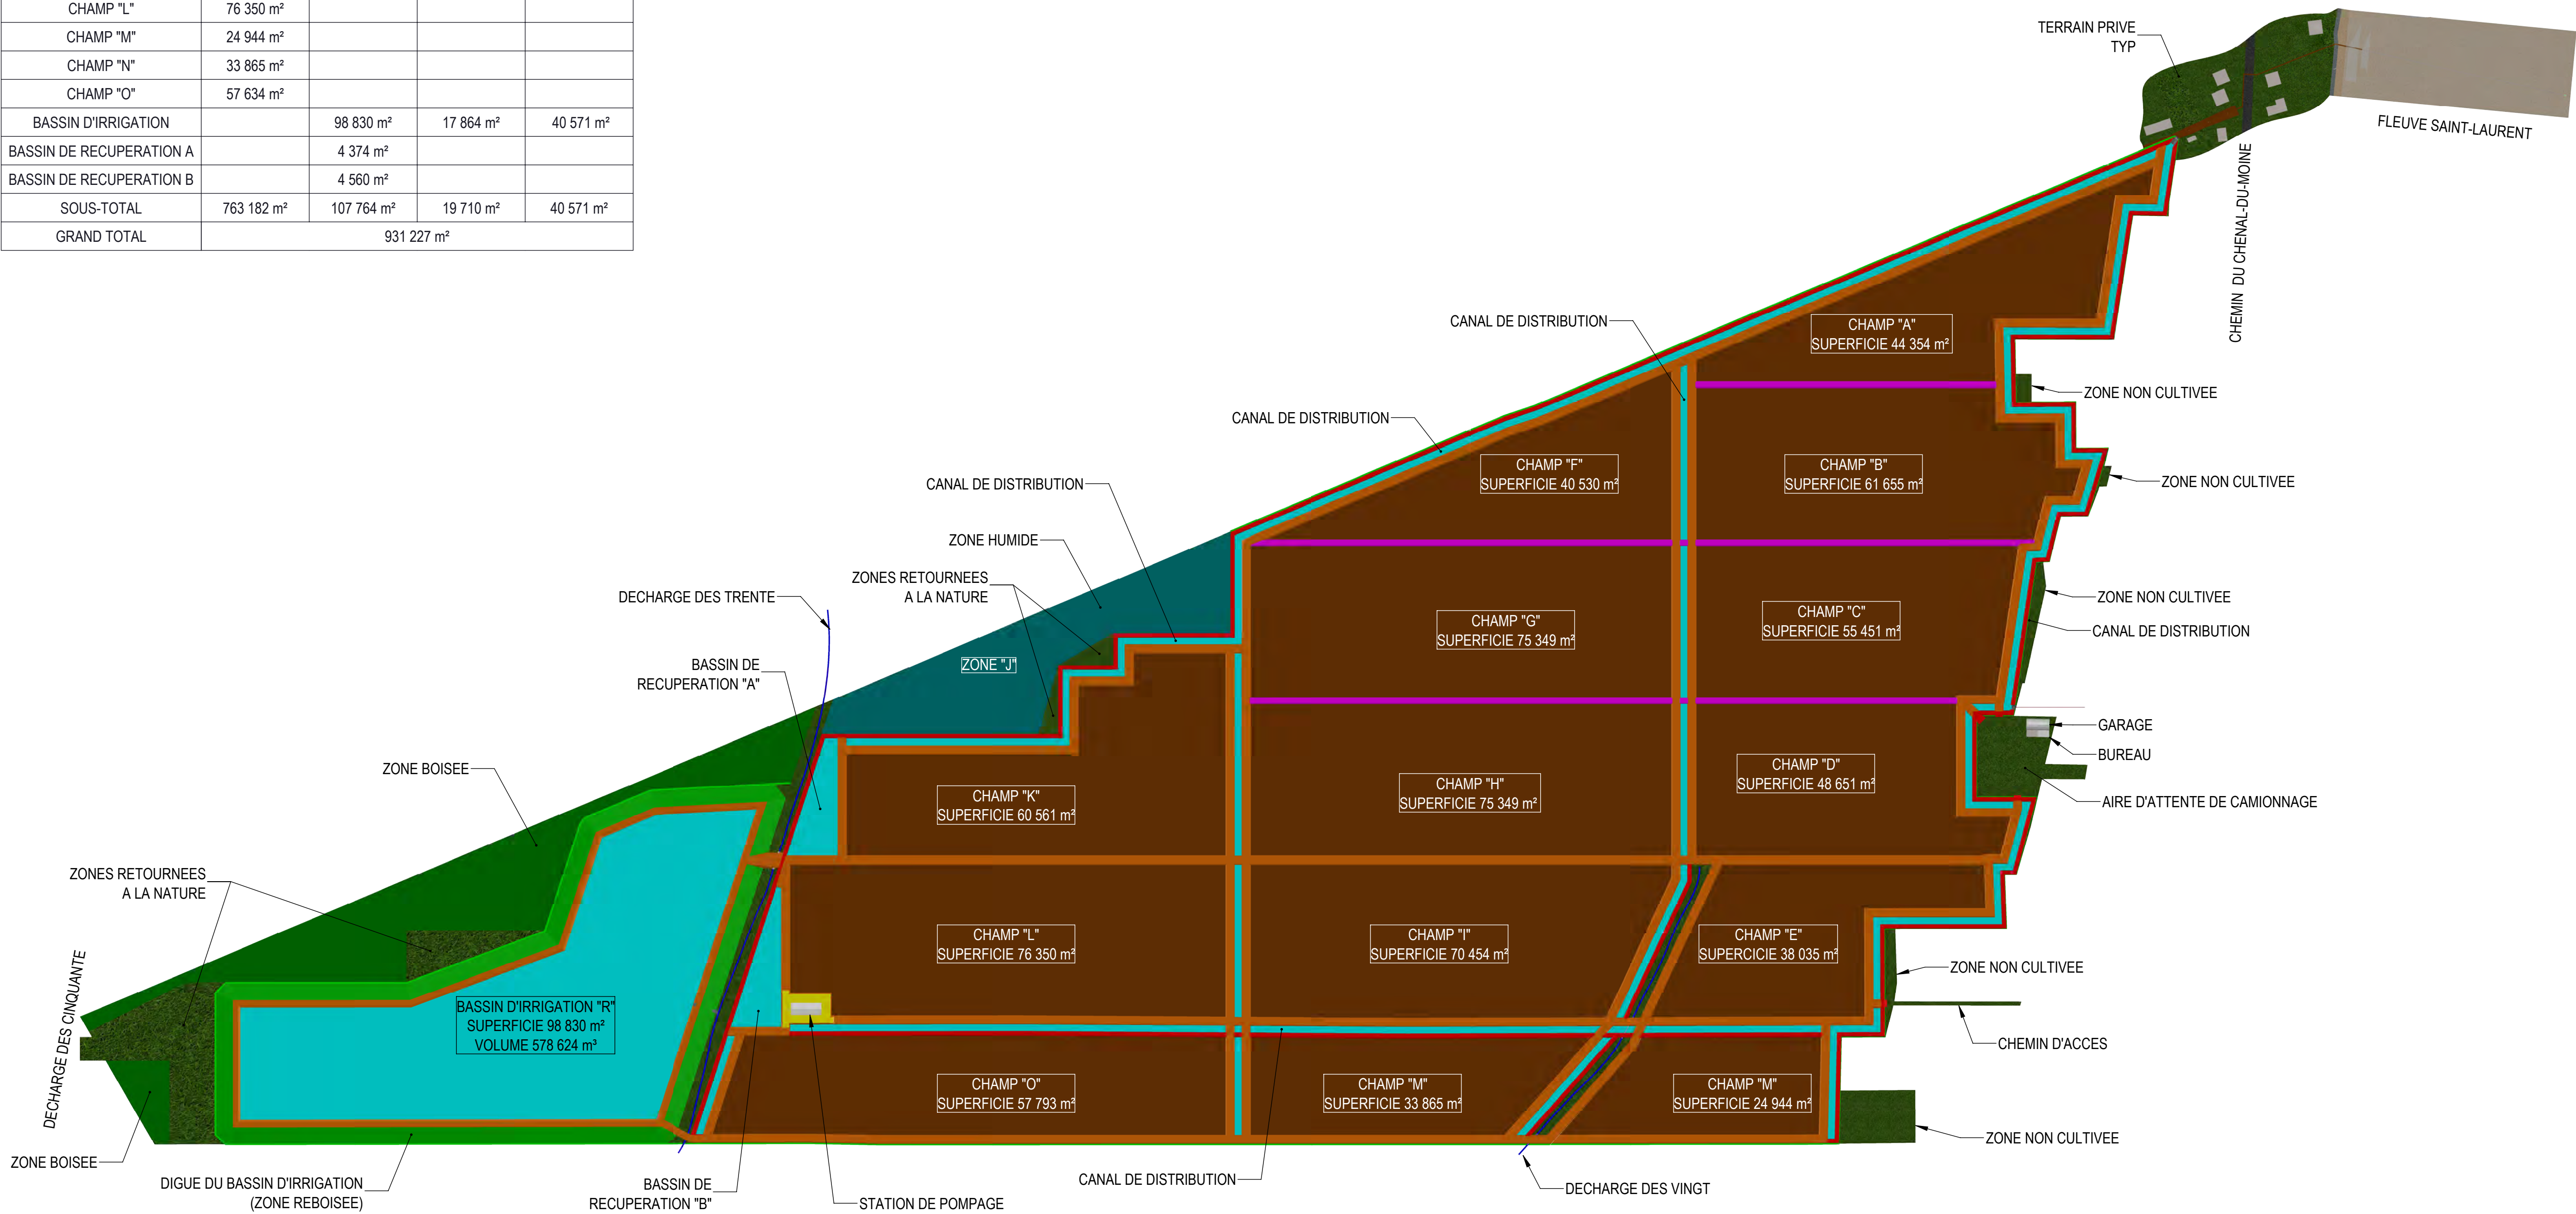 CHAMP "L" 76 350 m²
CHAMP "M" 24 944 m²
CHAMP "N" 33 865 m²
CHAMP "O" 57 634 m²
BASSIN D'IRRIGATION 98 830 m² 17 864 m² 40 571 m²
BASSIN DE RECUPERATION A 4 374 m²
BASSIN DE RECUPERATION B 4 560 m²
SOUS-TOTAL 763 182 m² 107 764 m² 19 710 m² 40 571 m²
GRAND TOTAL 931 227 m²
TERRAIN PRIVE
TYP
FLEUVE SAINT-LAURENT
CHEMIN DU CHENAL-DU-MOINE
CANAL DE DISTRIBUTION
CHAMP "A"
SUPERFICIE 44 354 m²
ZONE NON CULTIVEE
CANAL DE DISTRIBUTION
CHAMP "F"
SUPERFICIE 40 530 m²
CHAMP "B"
SUPERFICIE 61 655 m²
ZONE NON CULTIVEE
CANAL DE DISTRIBUTION
ZONE HUMIDE
ZONES RETOURNEES
A LA NATURE
DECHARGE DES TRENTE
ZONE NON CULTIVEE
CHAMP "G"
SUPERFICIE 75 349 m²
CHAMP "C"
SUPERFICIE 55 451 m²
CANAL DE DISTRIBUTION
BASSIN DE
RECUPERATION "A"
ZONE "J"
GARAGE
BUREAU
ZONE BOISEE
CHAMP "K"
SUPERFICIE 60 561 m²
CHAMP "H"
SUPERFICIE 75 349 m²
CHAMP "D"
SUPERFICIE 48 651 m²
AIRE D'ATTENTE DE CAMIONNAGE
ZONES RETOURNEES
A LA NATURE
CHAMP "L"
SUPERFICIE 76 350 m²
CHAMP "I"
SUPERFICIE 70 454 m²
CHAMP "E"
SUPERCICIE 38 035 m²
ZONE NON CULTIVEE
DECHARGE DES CINQUANTE
BASSIN D'IRRIGATION "R"
SUPERFICIE 98 830 m²
VOLUME 578 624 m³
CHEMIN D'ACCES
CHAMP "O"
SUPERFICIE 57 793 m²
CHAMP "M"
SUPERFICIE 33 865 m²
CHAMP "M"
SUPERFICIE 24 944 m²
ZONE NON CULTIVEE
ZONE BOISEE
DIGUE DU BASSIN D'IRRIGATION
(ZONE REBOISEE)
BASSIN DE
RECUPERATION "B"
STATION DE POMPAGE
CANAL DE DISTRIBUTION
DECHARGE DES VINGT